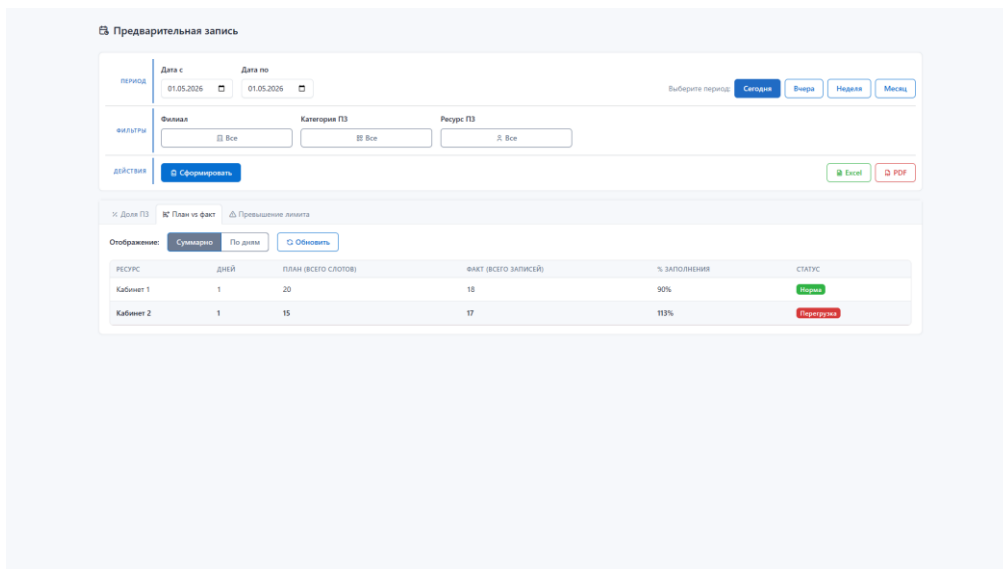 Предварительная запись
Дата с Дата по
ПЕРИОД 01.05.2026 01.05.2026 Выберите период: Сегодня Вчера Неделя Месяц
Филиал Категория ПЗ Ресурс ПЗ
ФИЛЬТРЫ Все Все Все
ДЕЙСТВИЯ Сформировать Excel PDF
Доля ПЗ План vs факт Превышение лимита
Отображение: Суммарно По дням Обновить
РЕСУРС ДНЕЙ ПЛАН (ВСЕГО СЛОТОВ) ФАКТ (ВСЕГО ЗАПИСЕЙ) % ЗАПОЛНЕНИЯ СТАТУС
Кабинет 1 1 20 18 90% Норма
Кабинет 2 1 15 17 113% Перегрузка